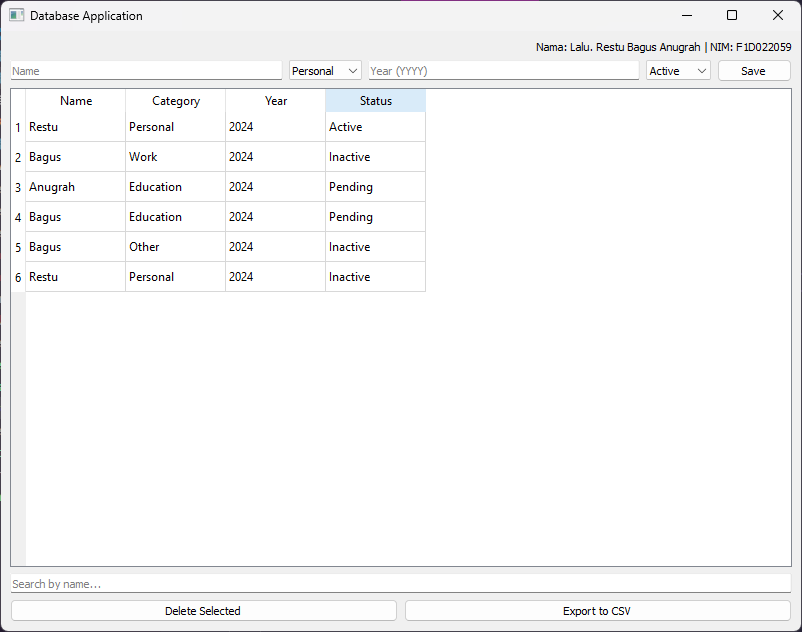 Database Application
Nama: Lalu. Restu Bagus Anugrah | NIM: F1D022059
Name Personal Year (YYYY) Active Save
Name Category Year Status
1 Restu Personal 2024 Active
2 Bagus Work 2024 Inactive
3 Anugrah Education 2024 Pending
4 Bagus Education 2024 Pending
5 Bagus Other 2024 Inactive
6 Restu Personal 2024 Inactive
Search by name...
Delete Selected Export to CSV